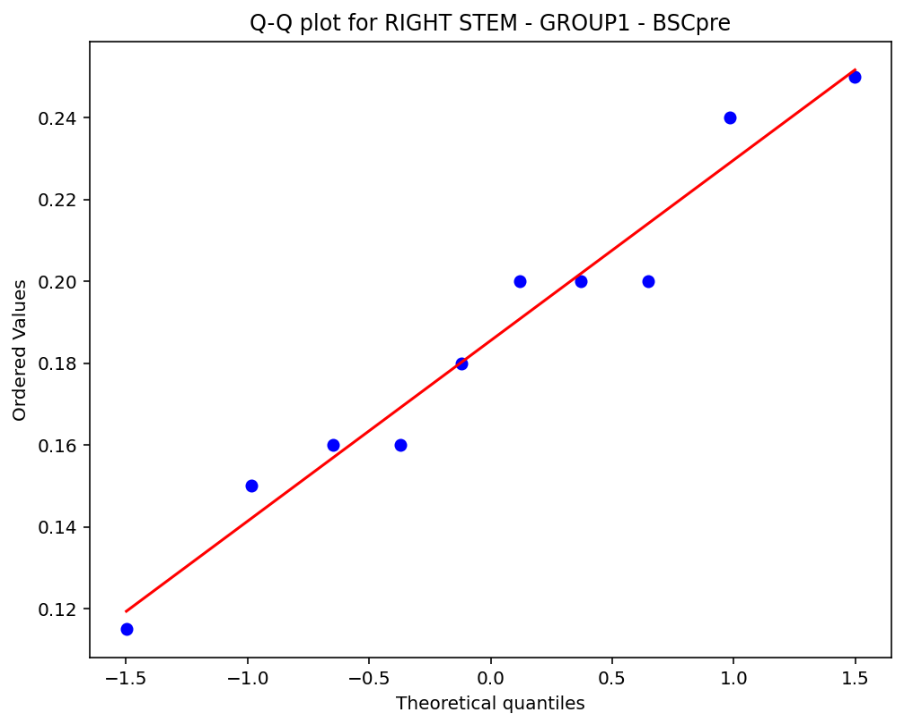 Q-Q plot for RIGHT STEM - GROUP1 - BSCpre
Ordered Values
0.24
0.22
0.20
0.18
0.16
0.14
0.12
−1.5 −1.0 −0.5 0.0 0.5 1.0 1.5
Theoretical quantiles